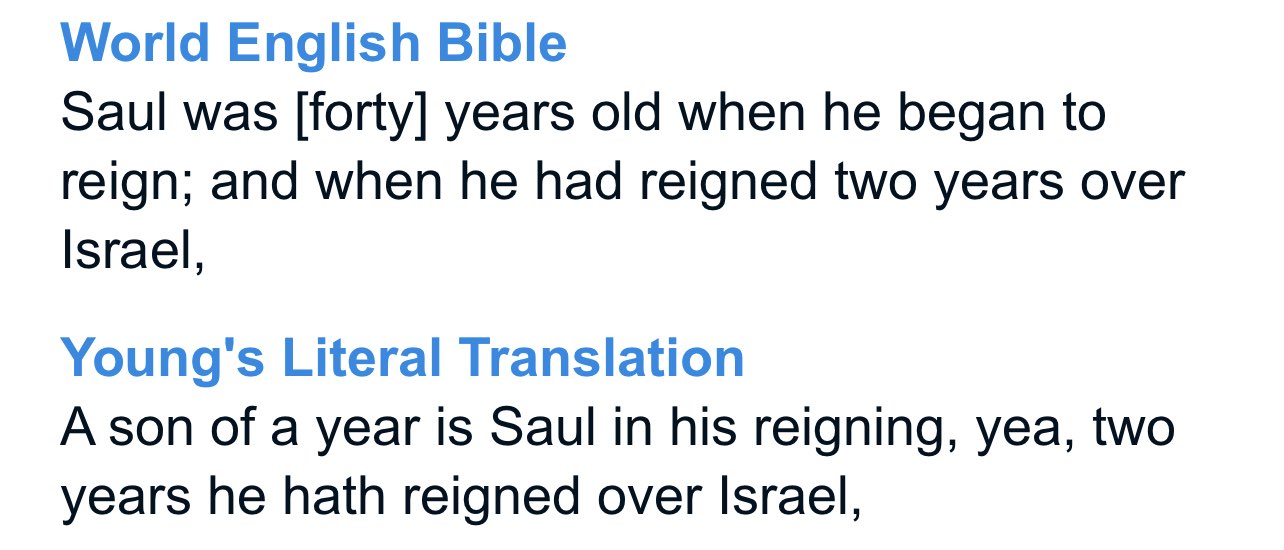 World English Bible
Saul was [forty] years old when he began to
reign; and when he had reigned two years over
Israel,
Young's Literal Translation
A son of a year is Saul in his reigning, yea, two
years he hath reigned over Israel,